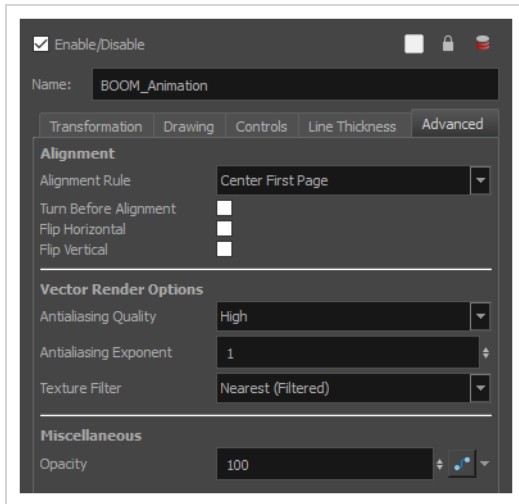 Enable/Disable
Name: BOOM_Animation
Transformation Drawing Controls Line Thickness Advanced
Alignment
Alignment Rule Center First Page
Turn Before Alignment
Flip Horizontal
Flip Vertical
Vector Render Options
Antialiasing Quality High
Antialiasing Exponent 1
Texture Filter Nearest (Filtered)
Miscellaneous
Opacity 100